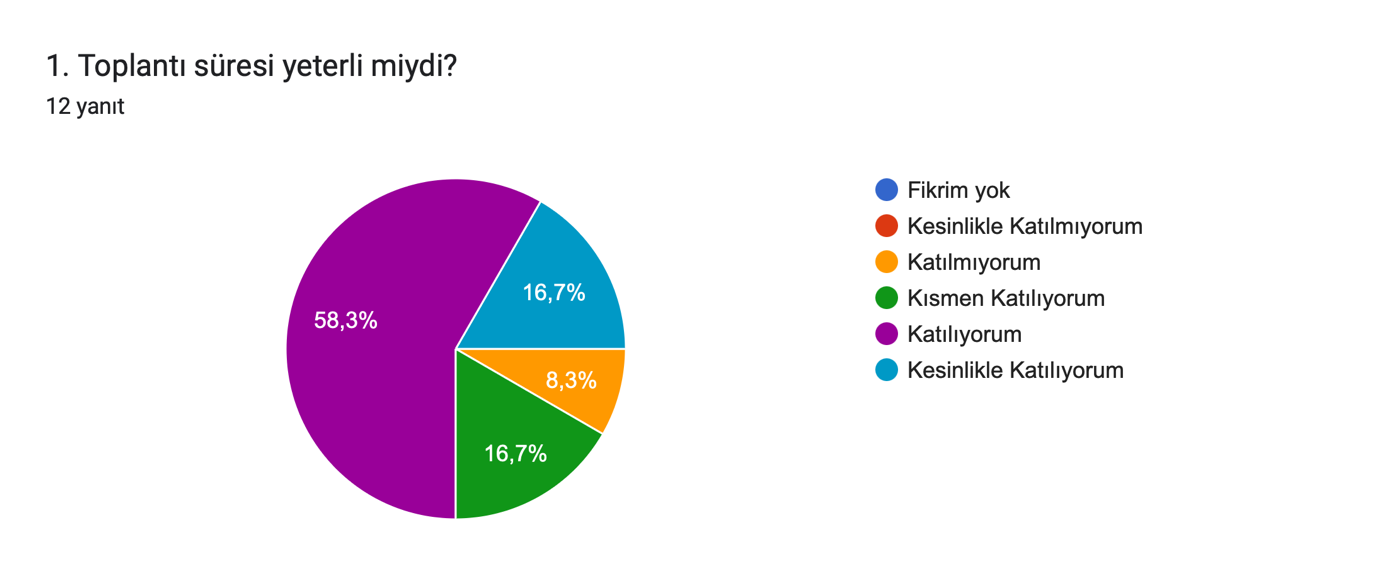 1. Toplantı süresi yeterli miydi?
12 yanıt
58,3%
16,7%
8,3%
16,7%
Fikrim yok
Kesinlikle Katılmıyorum
Katılmıyorum
Kısmen Katılıyorum
Katılıyorum
Kesinlikle Katılıyorum